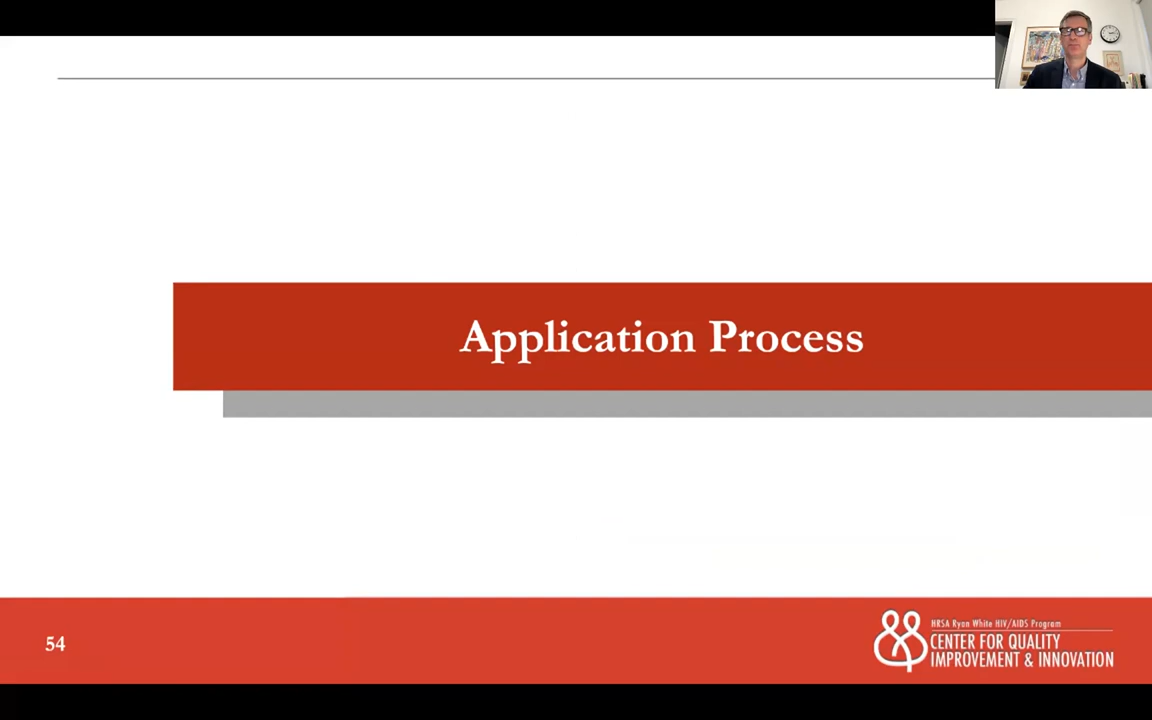 Application Process
54
HRSA Ryan White HIV/AIDS Program
CENTER FOR QUALITY
IMPROVEMENT & INNOVATION